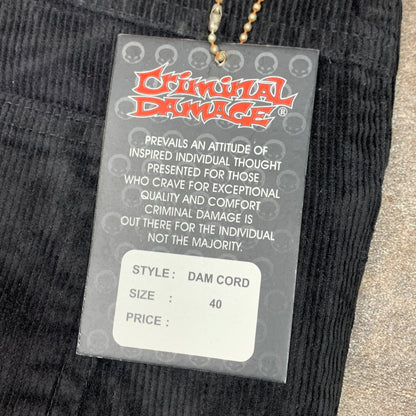 Criminal
Damage®
PREVAILS AN ATTITUDE OF
INSPIRED INDIVIDUAL THOUGHT
PRESENTED FOR THOSE
WHO CRAVE FOR EXCEPTIONAL
QUALITY AND COMFORT
CRIMINAL DAMAGE IS
OUT THERE FOR THE INDIVIDUAL
NOT THE MAJORITY.
STYLE : DAM CORD
SIZE : 40
PRICE :